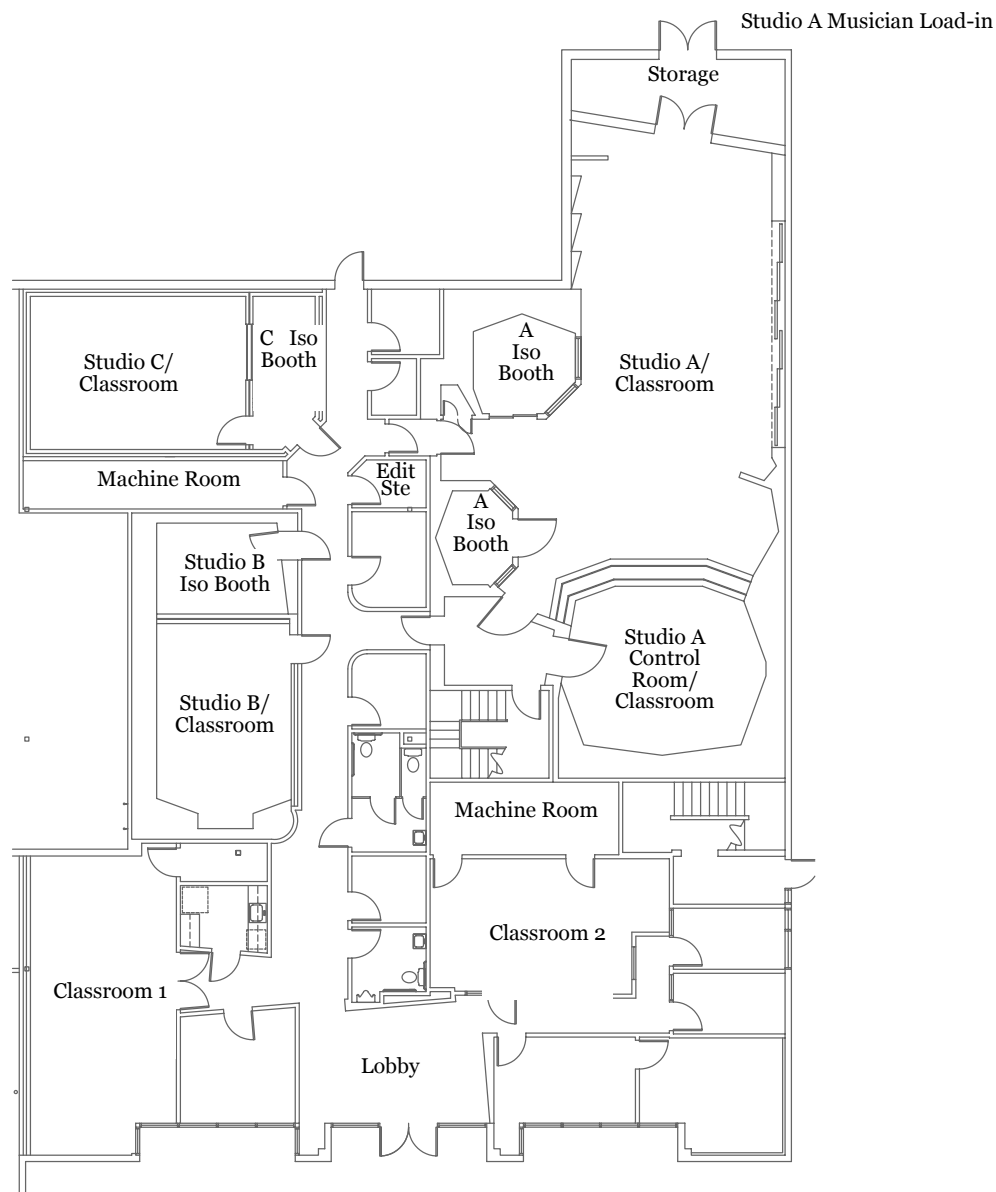 Studio A Musician Load-in
Storage
C Iso
Booth
A
Iso
Booth
Studio C/
Classroom
Studio A/
Classroom
Machine Room
Edit
Ste
A
Iso
Booth
Studio B
Iso Booth
Studio A
Control
Room/
Classroom
Studio B/
Classroom
Machine Room
Classroom 2
Classroom 1
Lobby